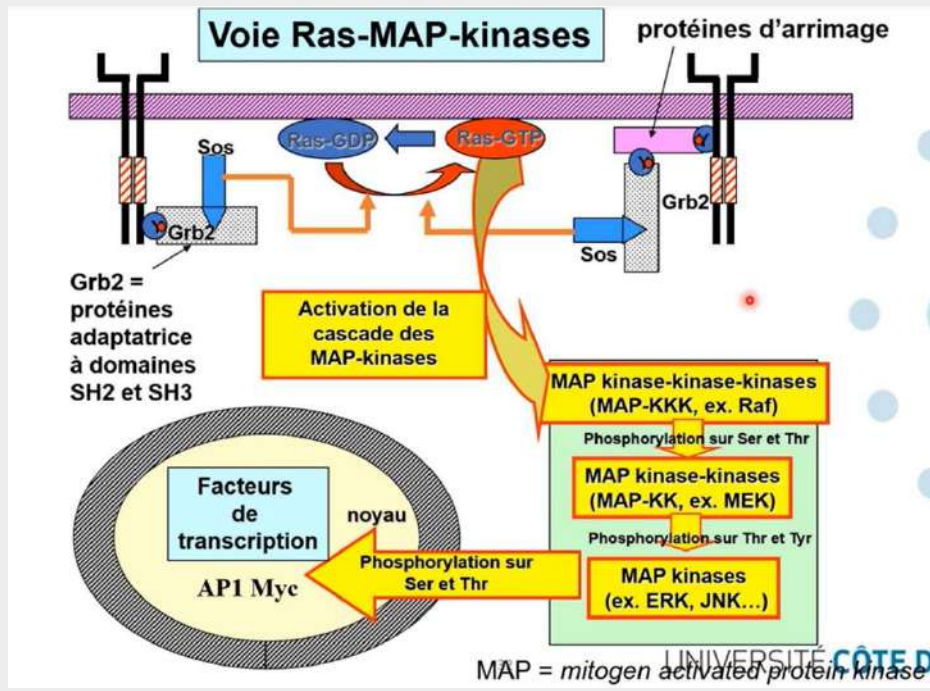 Voie Ras-MAP-kinases
protéines d'arrimage
Ras-GDP
Ras-GTP
Sos
Y
Grb2
Y
Y
Grb2
Sos
Grb2 =
protéines
adaptatrice
à domaines
SH2 et SH3
Activation de la
cascade des
MAP-kinases
MAP kinase-kinase-kinases
(MAP-KKK, ex. Raf)
Phosphorylation sur Ser et Thr
MAP kinase-kinases
(MAP-KK, ex. MEK)
Phosphorylation sur Thr et Tyr
MAP kinases
(ex. ERK, JNK...)
Facteurs
de
transcription
noyau
AP1 Myc
Phosphorylation sur
Ser et Thr
UNIVERSITÉ CÔTE D
MAP = mitogen activated protein kinase